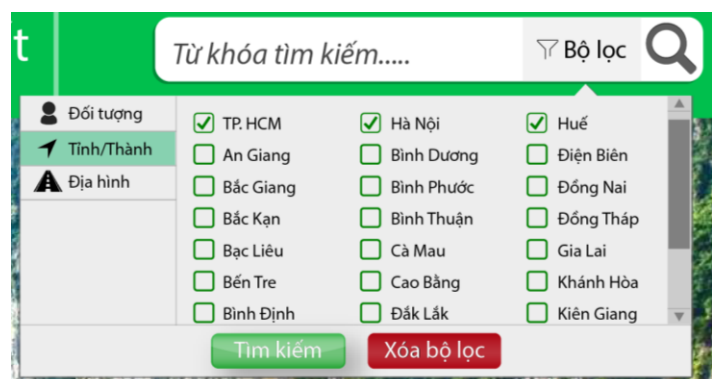 t
Từ khóa tìm kiếm.....
Bộ lọc
Đối tượng
Tỉnh/Thành
Địa hình
TP. HCM
Hà Nội
Huế
An Giang
Bình Dương
Điện Biên
Bắc Giang
Bình Phước
Đồng Nai
Bắc Kạn
Bình Thuận
Đồng Tháp
Bạc Liêu
Cà Mau
Gia Lai
Bến Tre
Cao Bằng
Khánh Hòa
Bình Định
Đắk Lắk
Kiên Giang
Tìm kiếm
Xóa bộ lọc